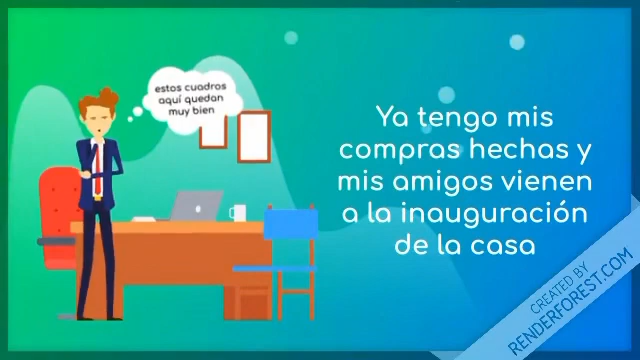 estos cuadros
aquí quedan
muy bien
Ya tengo mis
compras hechas y
mis amigos vienen
a la inauguración
de la casa
CREATED BY
RENDERFOREST.COM